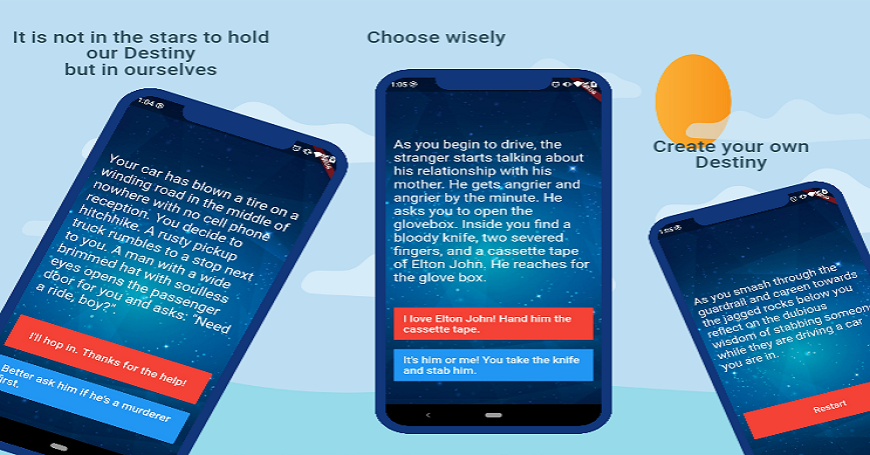 It is not in the stars to hold
our Destiny
but in ourselves
1:04
Your car has blown a tire on a
winding road in the middle of
nowhere with no cell phone
reception. You decide to
hitchhike. A rusty pickup
truck rumbles to a stop next
to you. A man with a wide
brimmed hat with soulless
eyes opens the passenger
door for you and asks: "Need
a ride, boy?".
I'll hop in. Thanks for the help!
Better ask him if he's a murderer
first.
Choose wisely
1:05
As you begin to drive, the
stranger starts talking about
his relationship with his
mother. He gets angrier and
angrier by the minute. He
asks you to open the
glovebox. Inside you find a
bloody knife, two severed
fingers, and a cassette tape
of Elton John. He reaches for
the glove box.
I love Elton John! Hand him the
cassette tape.
It's him or me! You take the knife
and stab him.
Create your own
Destiny
1:05
As you smash through the
guardrail and careen towards
the jagged rocks below you
reflect on the dubious
wisdom of stabbing someone
while they are driving a car
you are in.
Restart